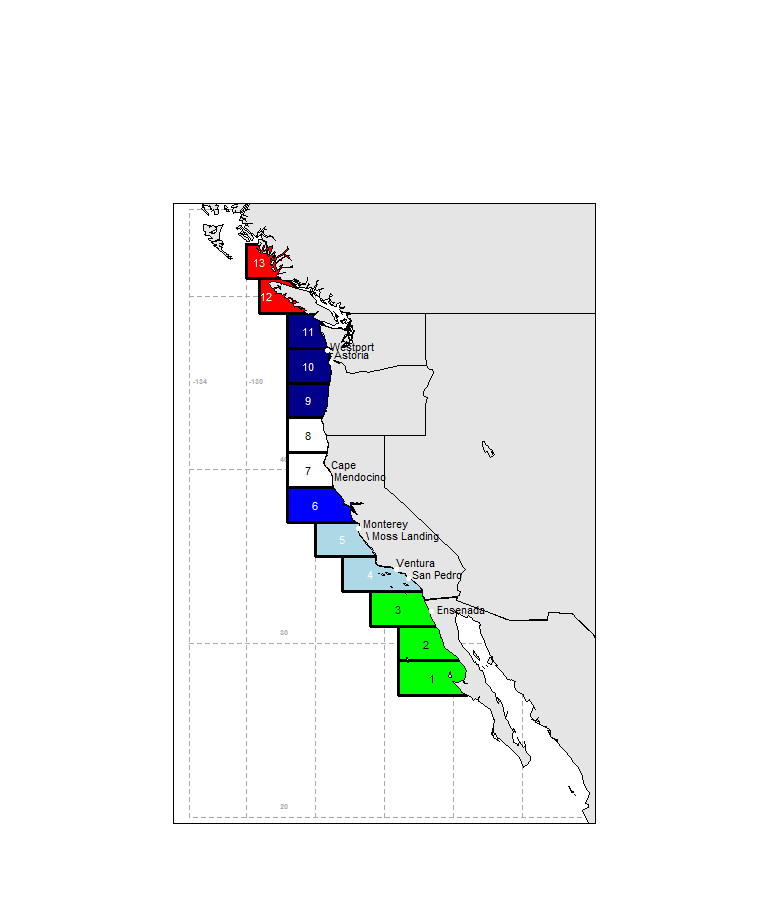 13
12
11
Westport
Astoria
10
-134
-130
9
8
40
Cape
7
Mendocino
6
Monterey
\ Moss Landing
5
Ventura
4
San Pedro
3
Ensenada
30
2
1
20